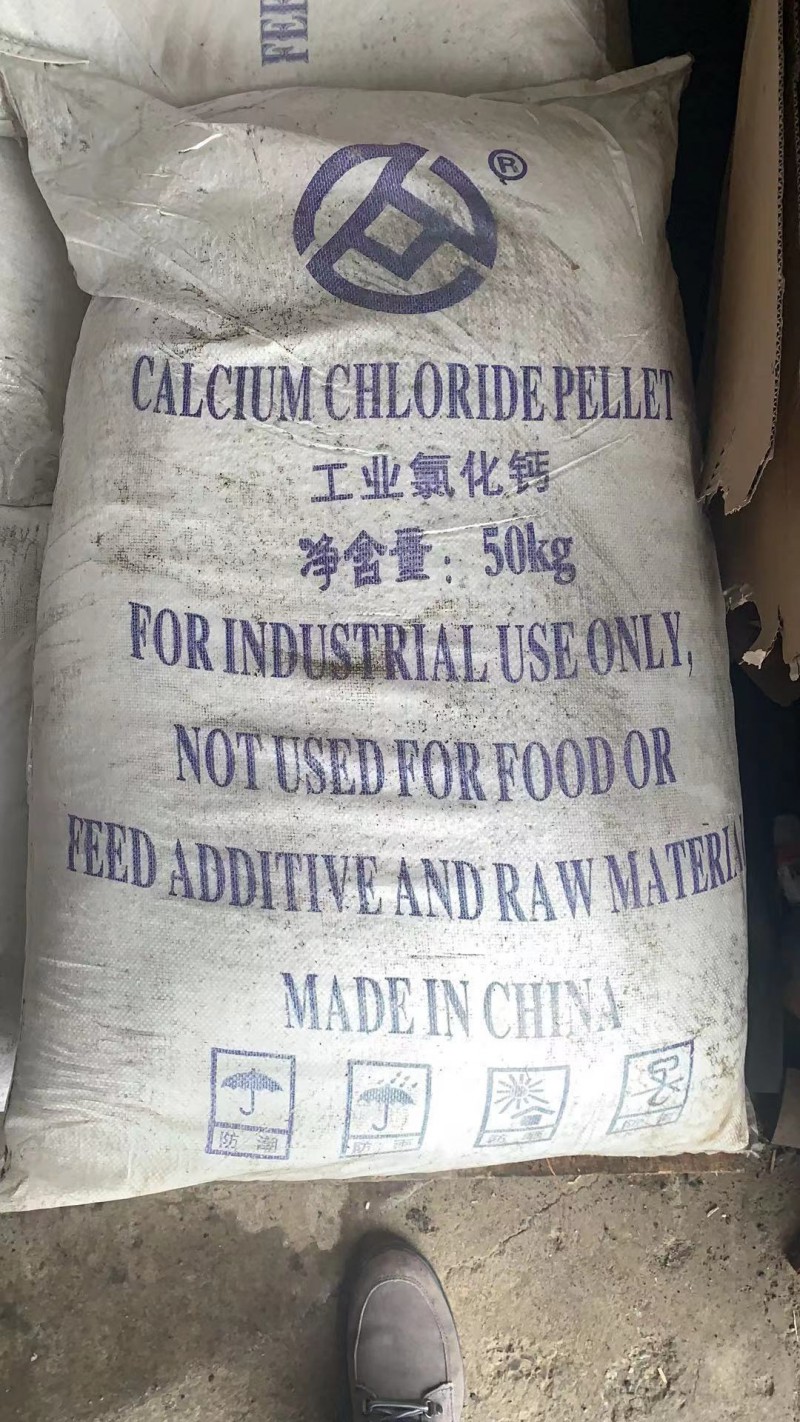 FEE
®
CALCIUM CHLORIDE PELLET
工业氯化钙
净含量：50kg
FOR INDUSTRIAL USE ONLY,
NOT USED FOR FOOD OR
FEED ADDITIVE AND RAW MATERIA
MADE IN CHINA
防潮